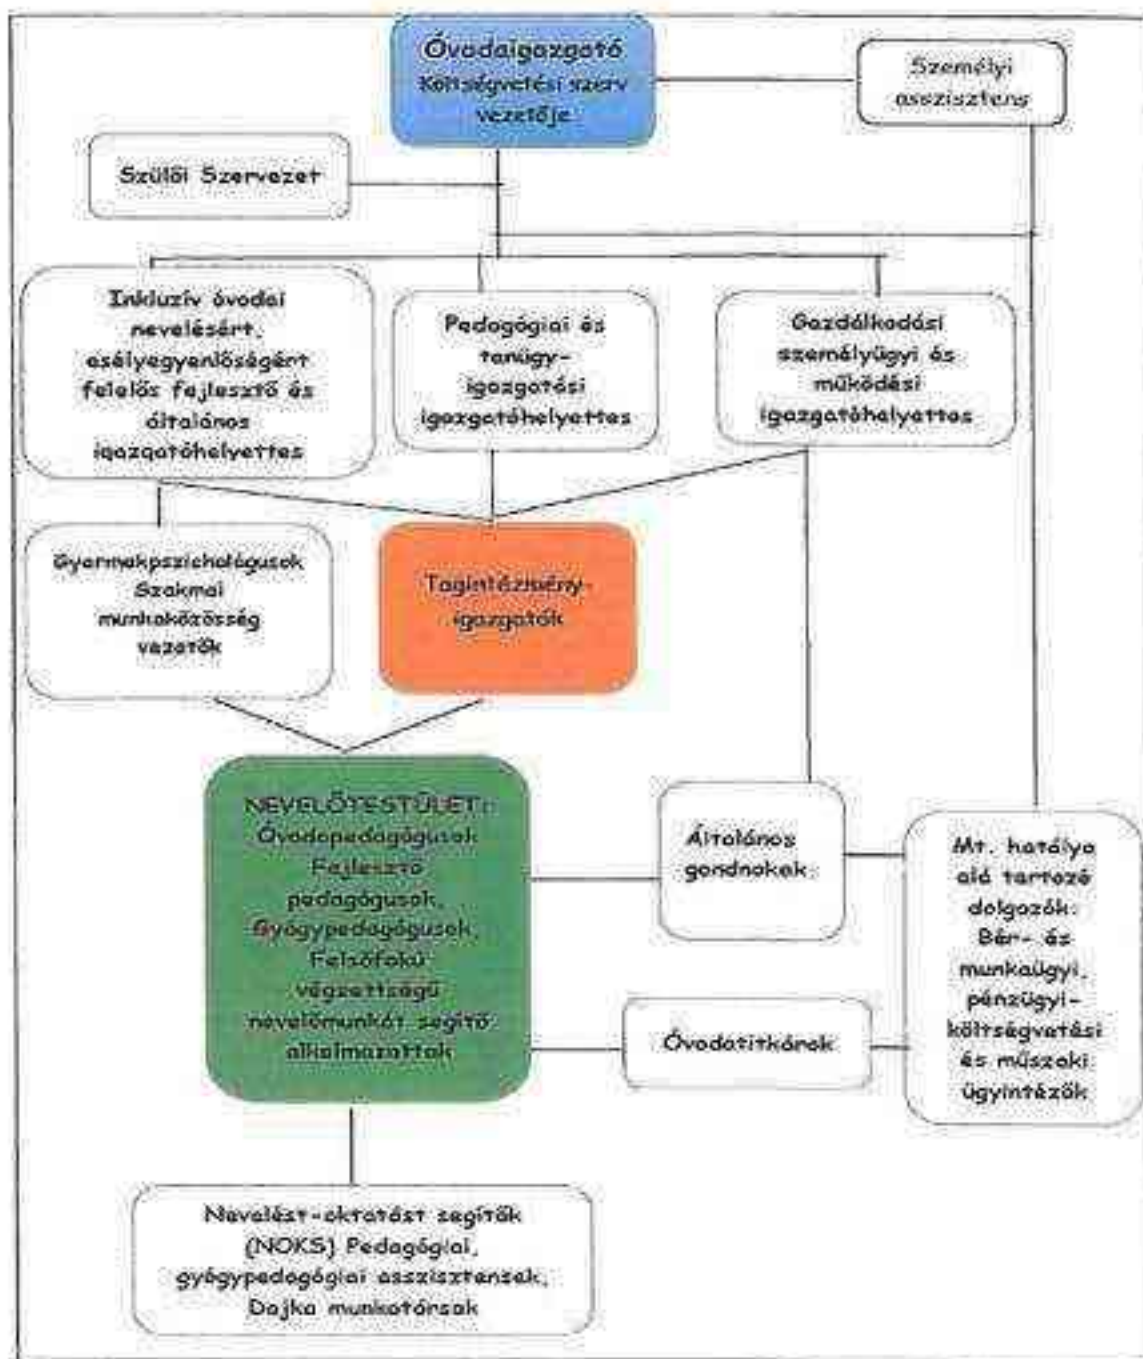 Óvodaigazgató
Költségvetési szerv
vezetője
Személyi
asszisztens
Szülői Szervezet
Inkluzív óvodai
nevelésért,
esélyegyenlőségért
felelős fejlesztő és
általános
igazgatóhelyettes
Pedagógiai és
tanügy-
igazgatási
igazgatóhelyettes
Gazdálkodási
személyügyi és
működési
igazgatóhelyettes
Gyermekpszichológusok
Szakmai
munkaközösség
vezetők
Tagintézmény-
igazgatók
NEVELŐTESTÜLET:
Óvodapedagógusok
Fejlesztő
pedagógusok,
Gyógypedagógusok,
Felsőfokú
végzettségű
nevelőmunkát segítő
alkalmazottak
Általános
gondnokok
Mt. hatálya
alá tartozó
dolgozók:
Bér- és
munkaügyi,
pénzügyi-
költségvetési
és műszaki
ügyintézők
Óvodatitkárok
Nevelést-oktatást segítők
(NOKS) Pedagógiai,
gyógypedagógiai asszisztensek,
Dajka munkatársak